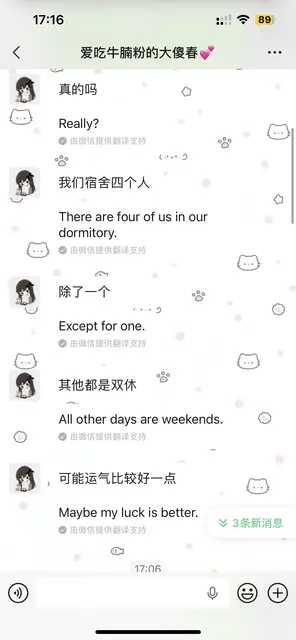 17:16
89
爱吃牛腩粉的大傻春💕
真的吗
Really?
由微信提供翻译支持
我们宿舍四个人
There are four of us in our
dormitory.
由微信提供翻译支持
除了一个
Except for one.
由微信提供翻译支持
其他都是双休
All other days are weekends.
由微信提供翻译支持
可能运气比较好一点
Maybe my luck is better.
由微信提供翻译支持
3条新消息
17:06